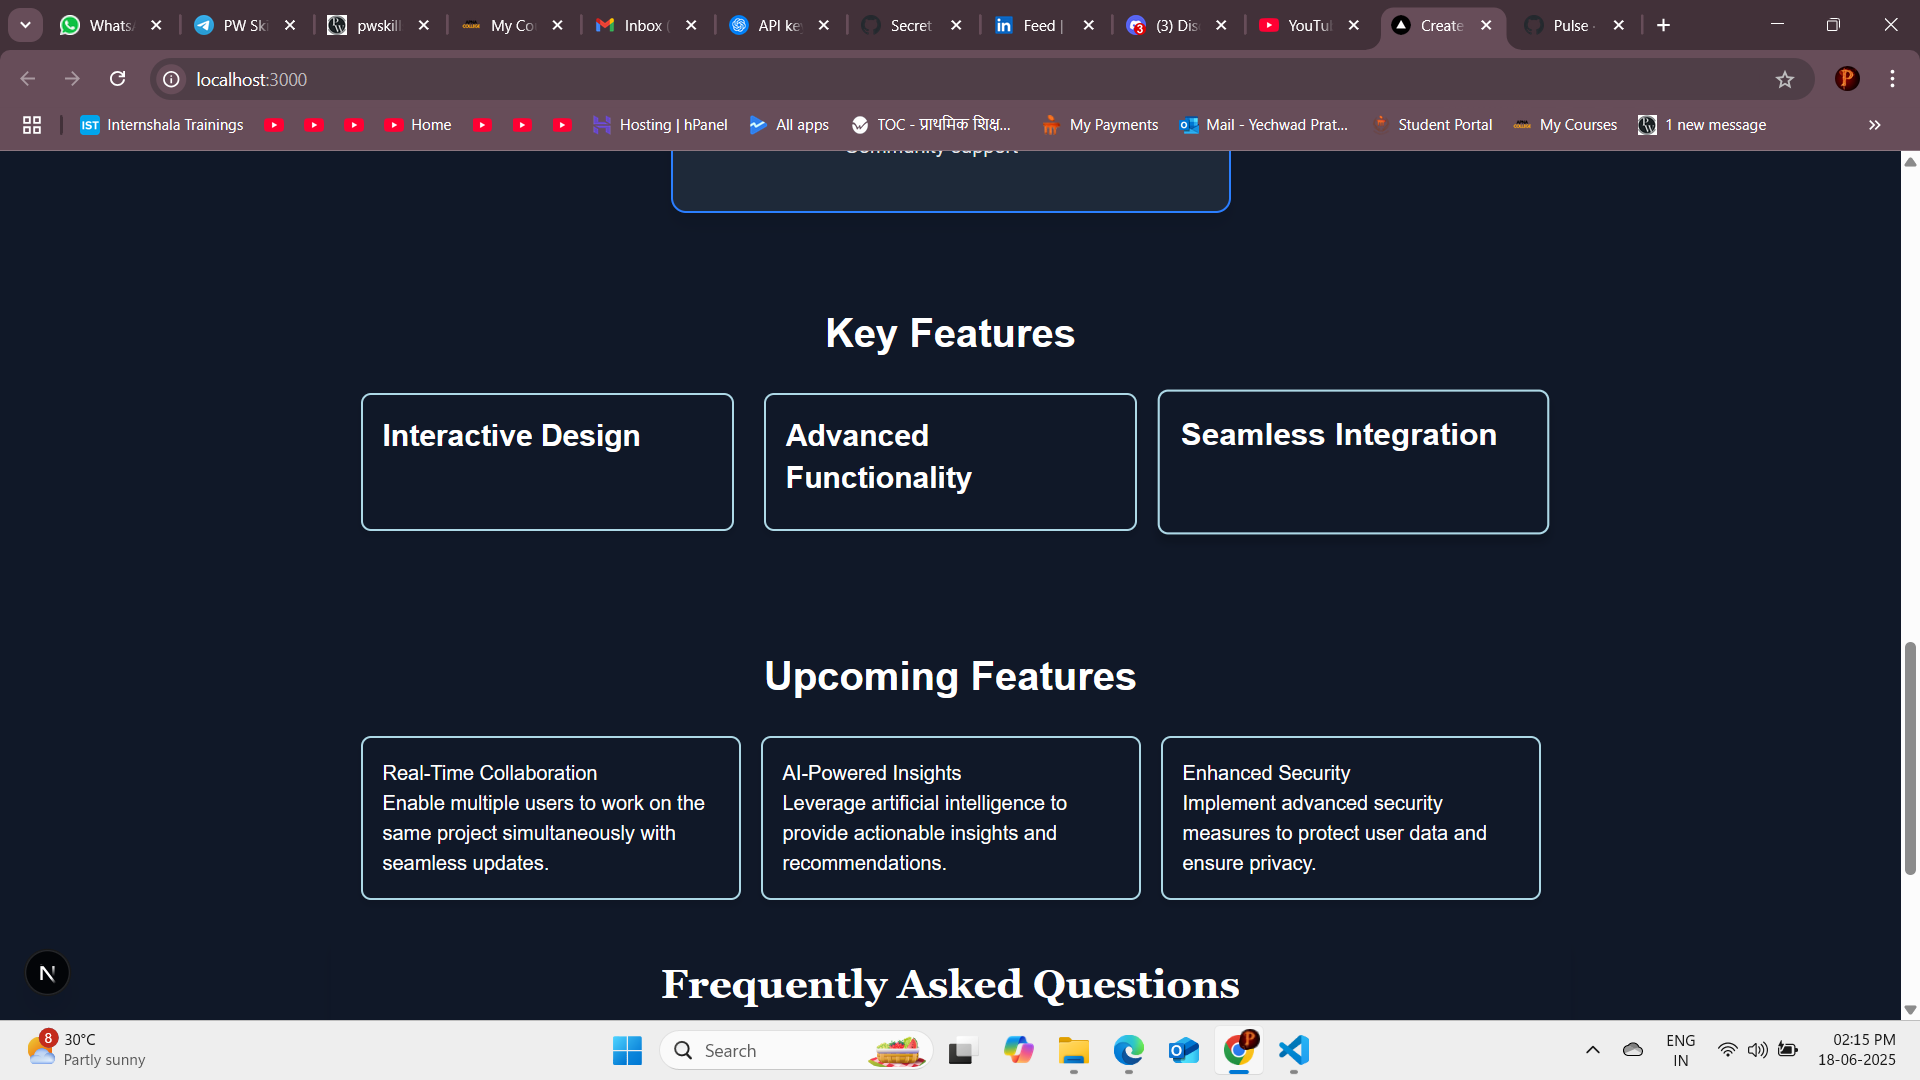 Whats
PW Ski
pwskill
My Co
Inbox (
API ke
Secret
Feed |
(3) Dis
YouTu
Create
Pulse
localhost:3000
IST Internshala Trainings
Home
Hosting | hPanel
All apps
TOC - प्राथमिक शिक्ष...
My Payments
Mail - Yechwad Prat...
Student Portal
My Courses
1 new message
Community support
Key Features
Interactive Design
Advanced
Functionality
Seamless Integration
Upcoming Features
Real-Time Collaboration
Enable multiple users to work on the
same project simultaneously with
seamless updates.
AI-Powered Insights
Leverage artificial intelligence to
provide actionable insights and
recommendations.
Enhanced Security
Implement advanced security
measures to protect user data and
ensure privacy.
N
Frequently Asked Questions
8
30°C
Partly sunny
Search
ENG
IN
02:15 PM
18-06-2025